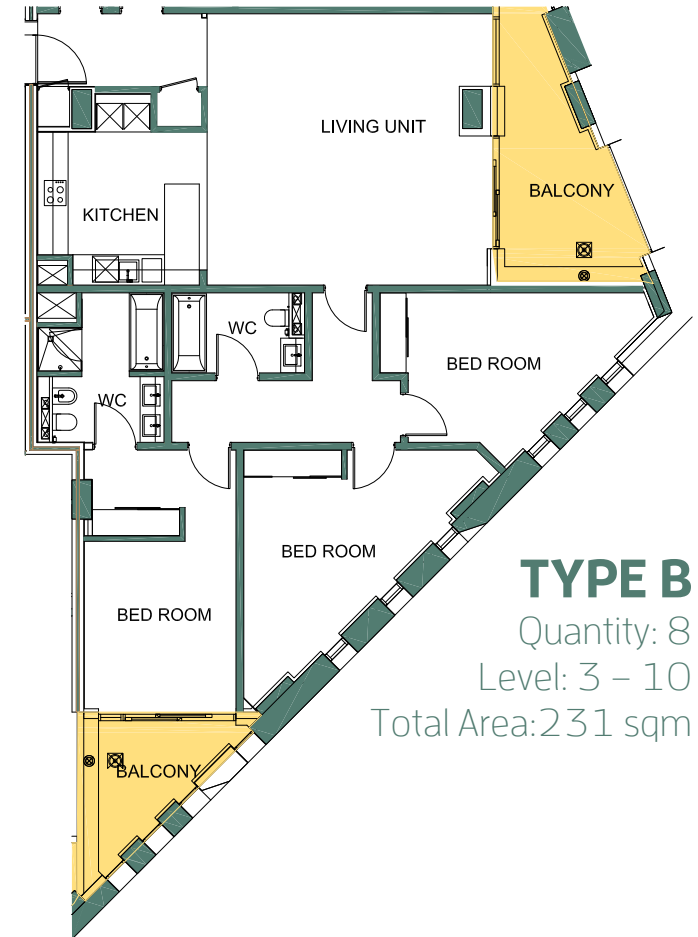 LIVING UNIT
BALCONY
KITCHEN
WC
BED ROOM
WC
BED ROOM
BED ROOM
BALCONY
TYPE B
Quantity: 8
Level: 3 – 10
Total Area:231 sqm